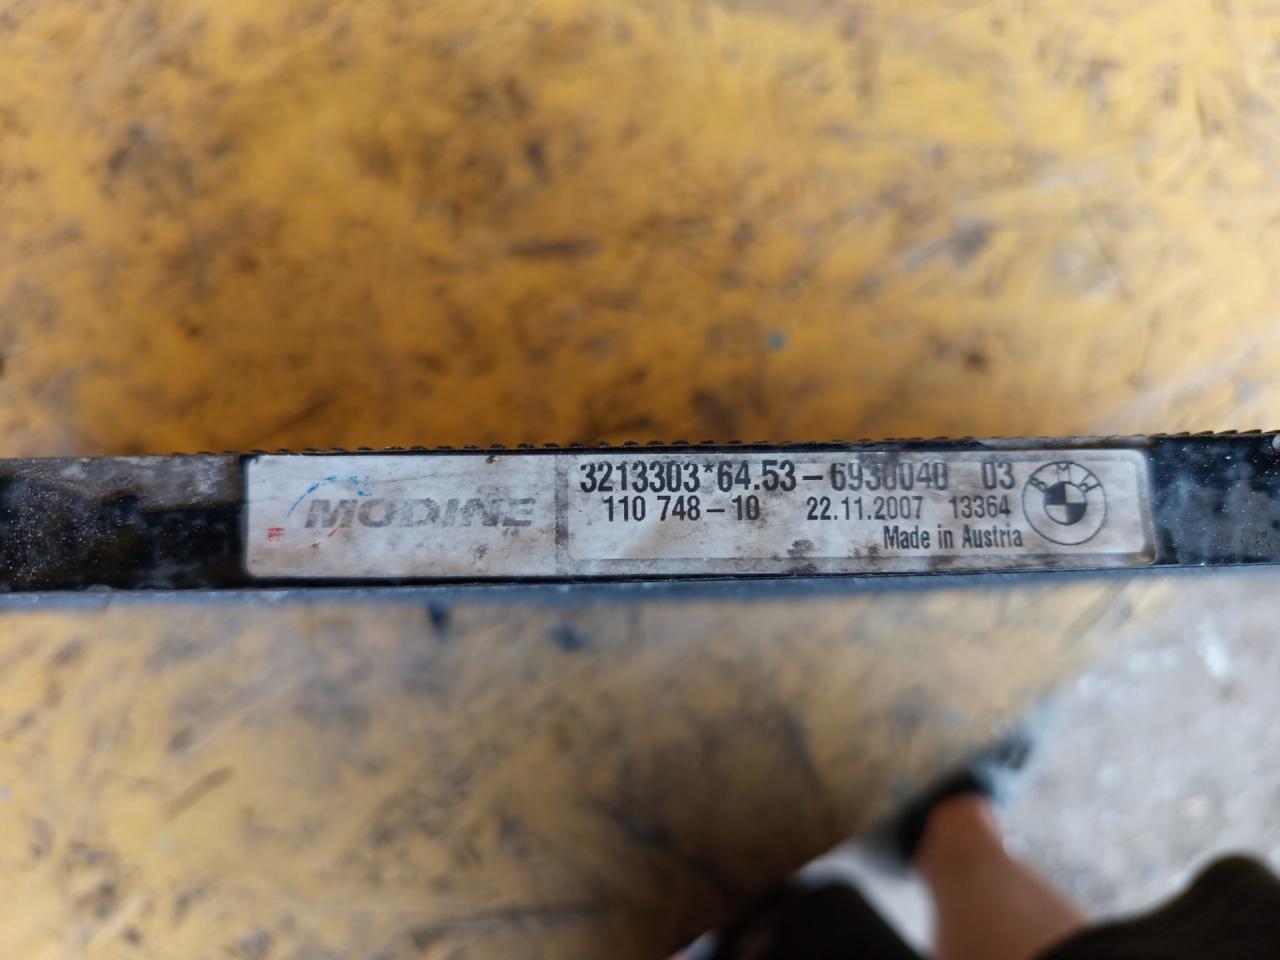 MODINE
3213303*64.53-6930040 03
110 748-10 22.11.2007 13364
Made in Austria
BMW